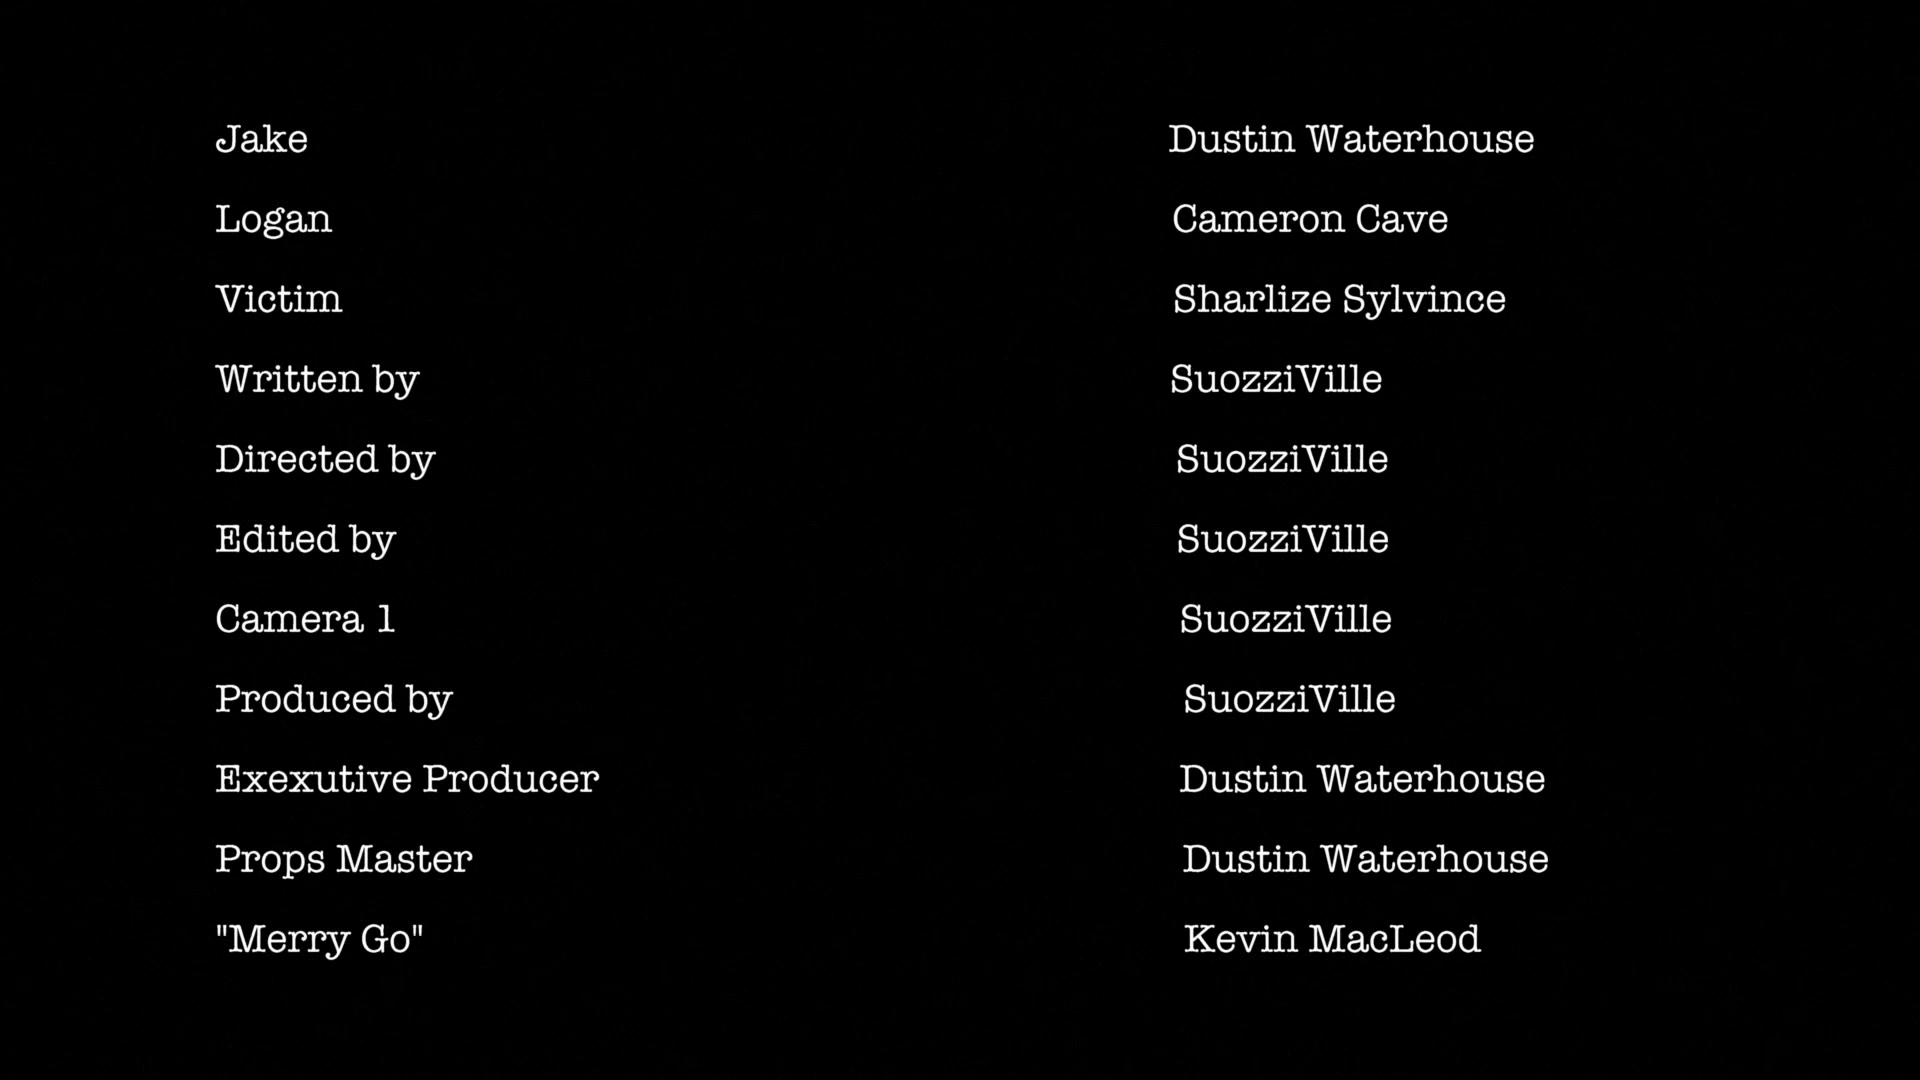 Jake Dustin Waterhouse
Logan Cameron Cave
Victim Sharlize Sylvince
Written by SuozziVille
Directed by SuozziVille
Edited by SuozziVille
Camera 1 SuozziVille
Produced by SuozziVille
Exexutive Producer Dustin Waterhouse
Props Master Dustin Waterhouse
"Merry Go" Kevin MacLeod